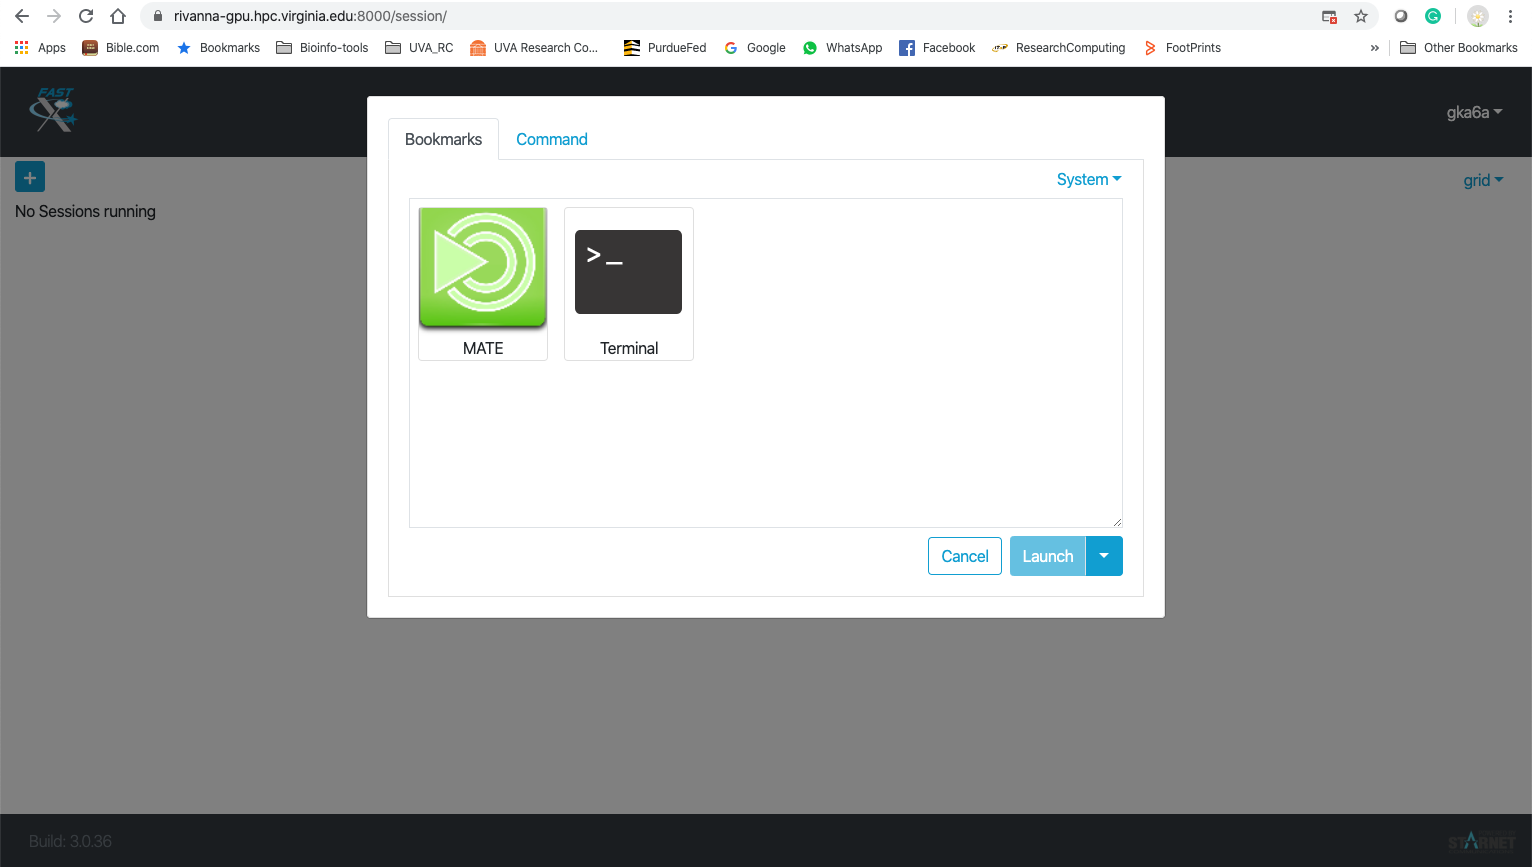 rivanna-gpu.hpc.virginia.edu:8000/session/
Apps Bible.com Bookmarks Bioinfo-tools UVA_RC UVA Research Co... PurdueFed Google WhatsApp Facebook ResearchComputing FootPrints » Other Bookmarks
FAST
X
gka6a
Bookmarks Command
+
System
grid
No Sessions running
>_
MATE Terminal
Cancel Launch
Build: 3.0.36
STARNET